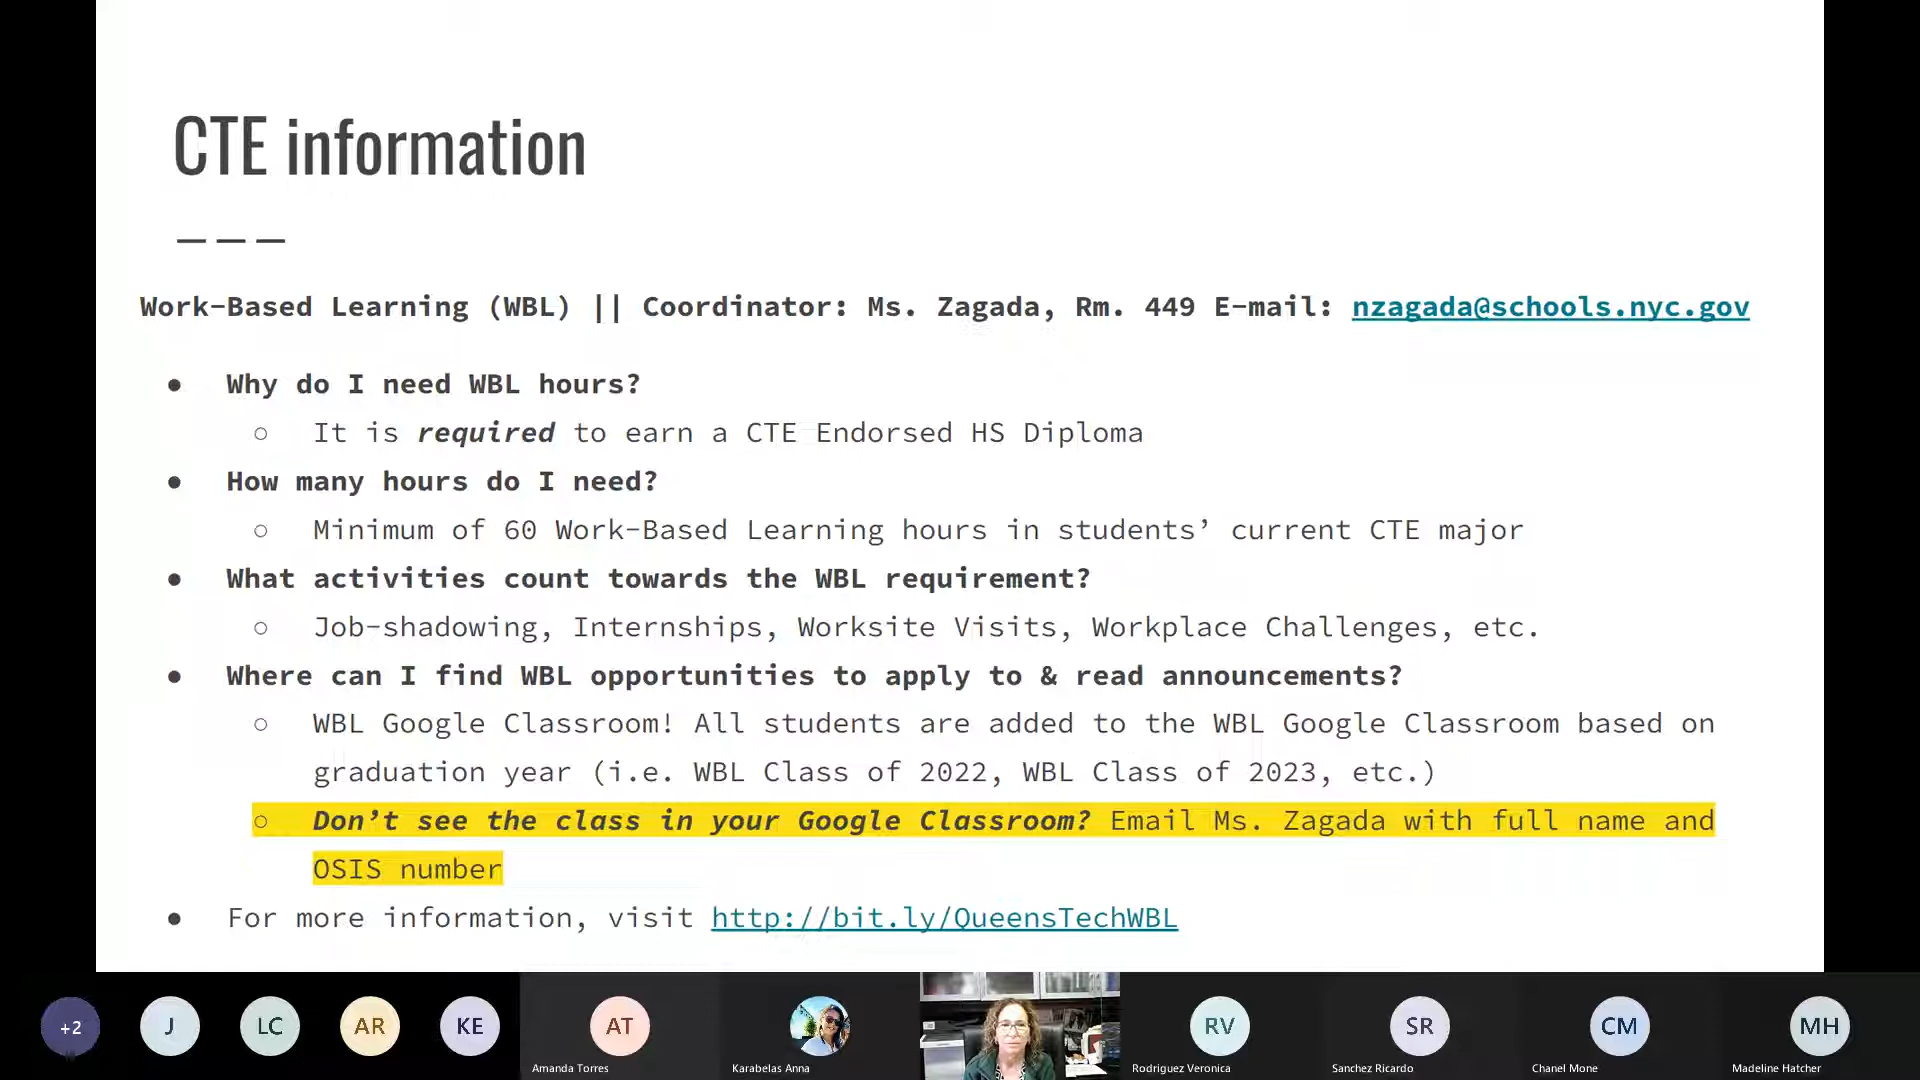 CTE information
Work-Based Learning (WBL) || Coordinator: Ms. Zagada, Rm. 449 E-mail: nzagada@schools.nyc.gov
● Why do I need WBL hours?
○ It is required to earn a CTE Endorsed HS Diploma
● How many hours do I need?
○ Minimum of 60 Work-Based Learning hours in students’ current CTE major
● What activities count towards the WBL requirement?
○ Job-shadowing, Internships, Worksite Visits, Workplace Challenges, etc.
● Where can I find WBL opportunities to apply to & read announcements?
○ WBL Google Classroom! All students are added to the WBL Google Classroom based on
graduation year (i.e. WBL Class of 2022, WBL Class of 2023, etc.)
○ Don’t see the class in your Google Classroom? Email Ms. Zagada with full name and
OSIS number
● For more information, visit http://bit.ly/QueensTechWBL
+2 J LC AR KE AT RV SR CM MH
Amanda Torres Karabelas Anna Rodriguez Veronica Sanchez Ricardo Chanel Mone Madeline Hatcher